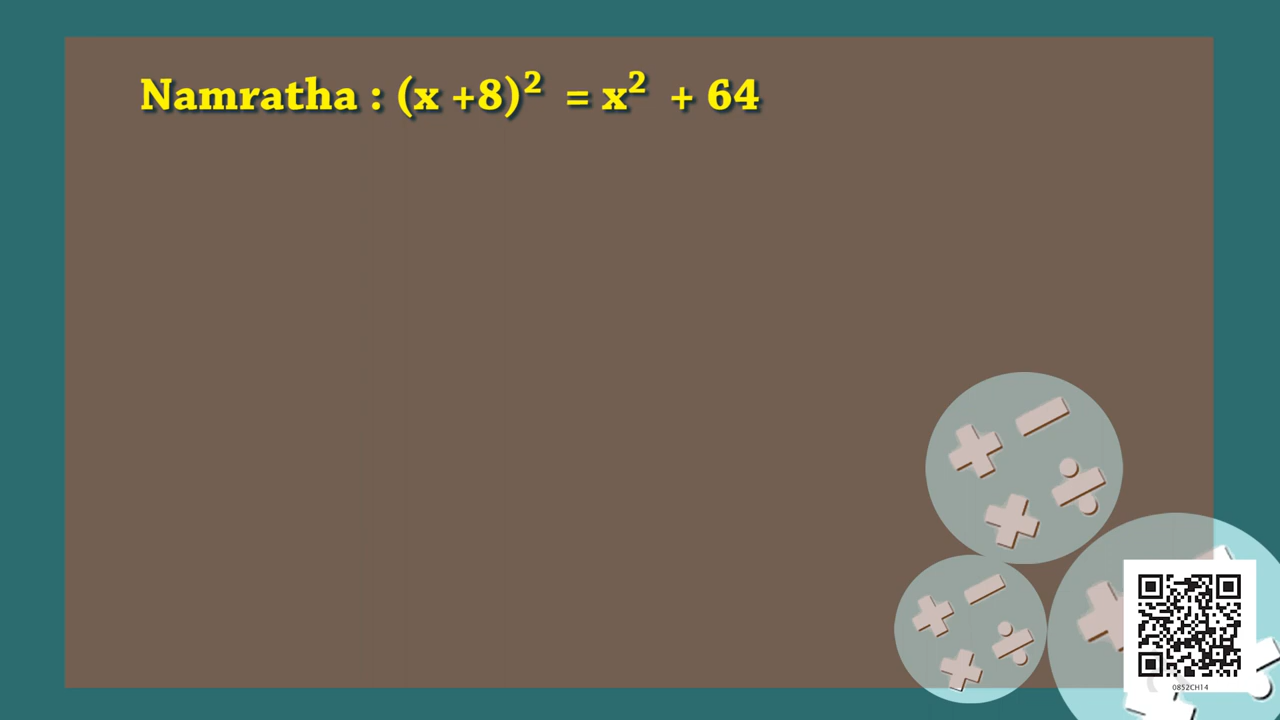 Namratha : (x +8)² = x² + 64
0852CH14